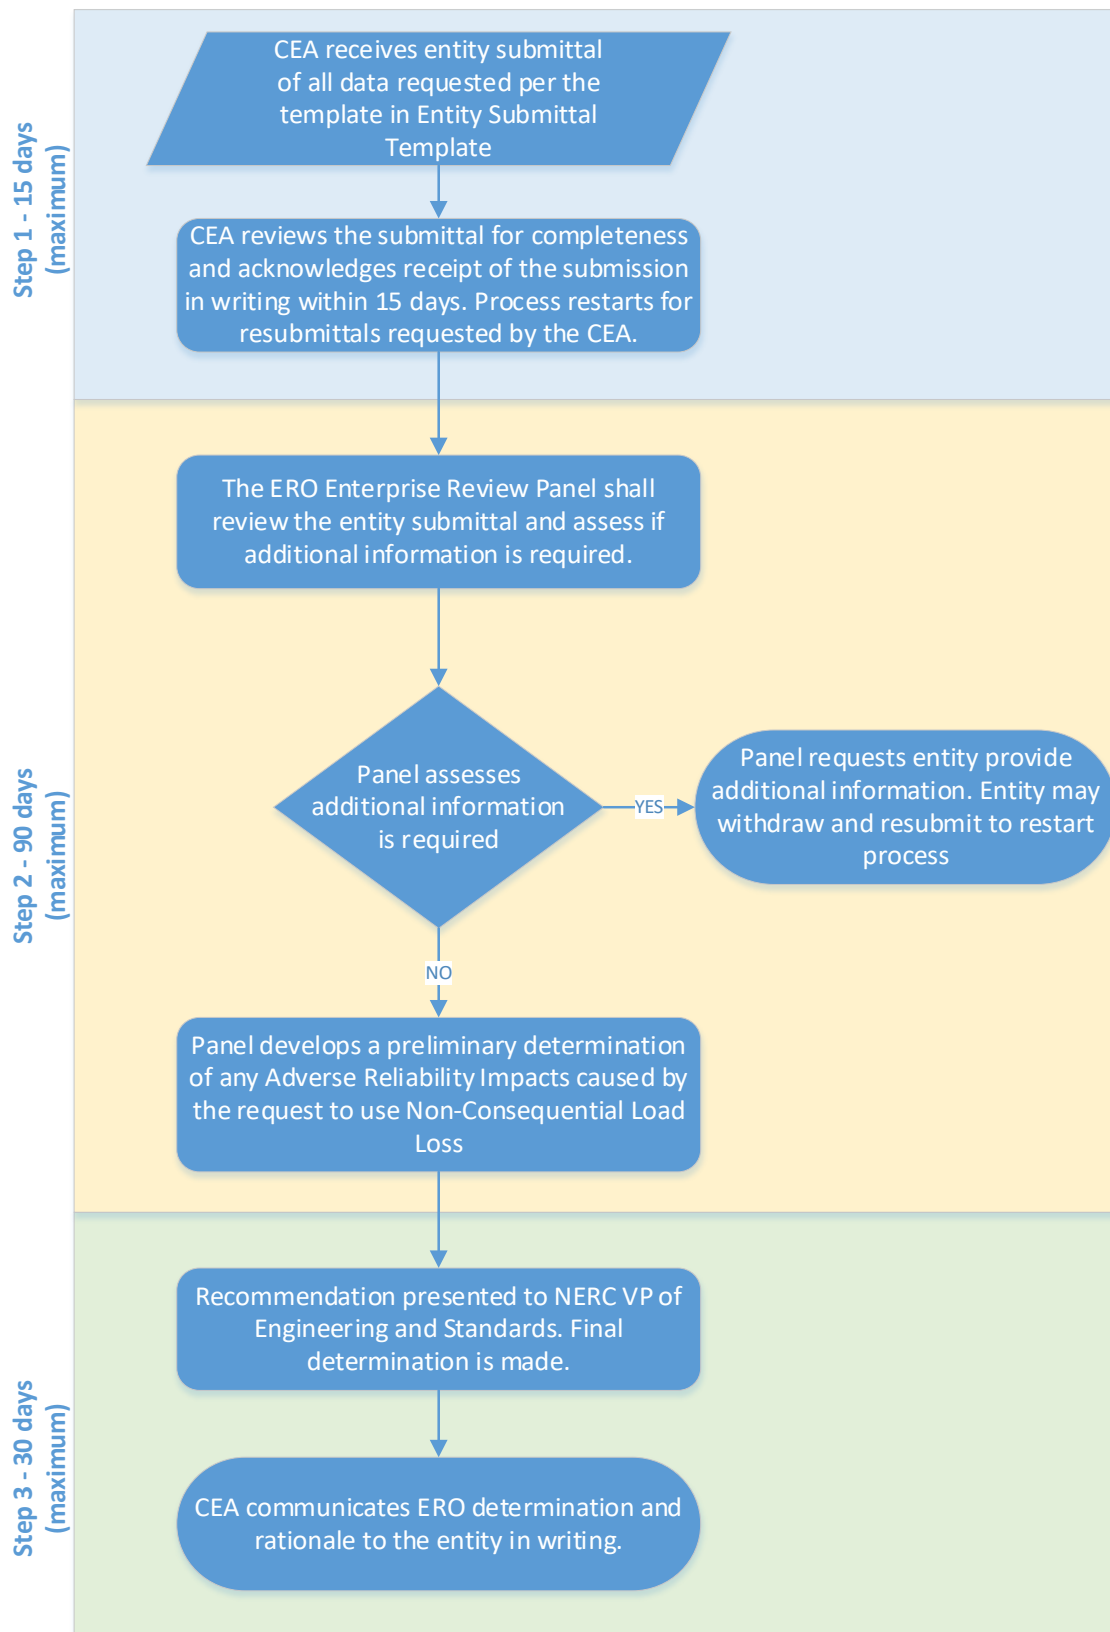 Step 1 - 15 days
(maximum)
CEA receives entity submittal
of all data requested per the
template in Entity Submittal
Template
CEA reviews the submittal for completeness
and acknowledges receipt of the submission
in writing within 15 days. Process restarts for
resubmittals requested by the CEA.
Step 2 - 90 days
(maximum)
The ERO Enterprise Review Panel shall
review the entity submittal and assess if
additional information is required.
Panel assesses
additional information
is required
YES
Panel requests entity provide
additional information. Entity may
withdraw and resubmit to restart
process
NO
Panel develops a preliminary determination
of any Adverse Reliability Impacts caused by
the request to use Non-Consequential Load
Loss
Step 3 - 30 days
(maximum)
Recommendation presented to NERC VP of
Engineering and Standards. Final
determination is made.
CEA communicates ERO determination and
rationale to the entity in writing.